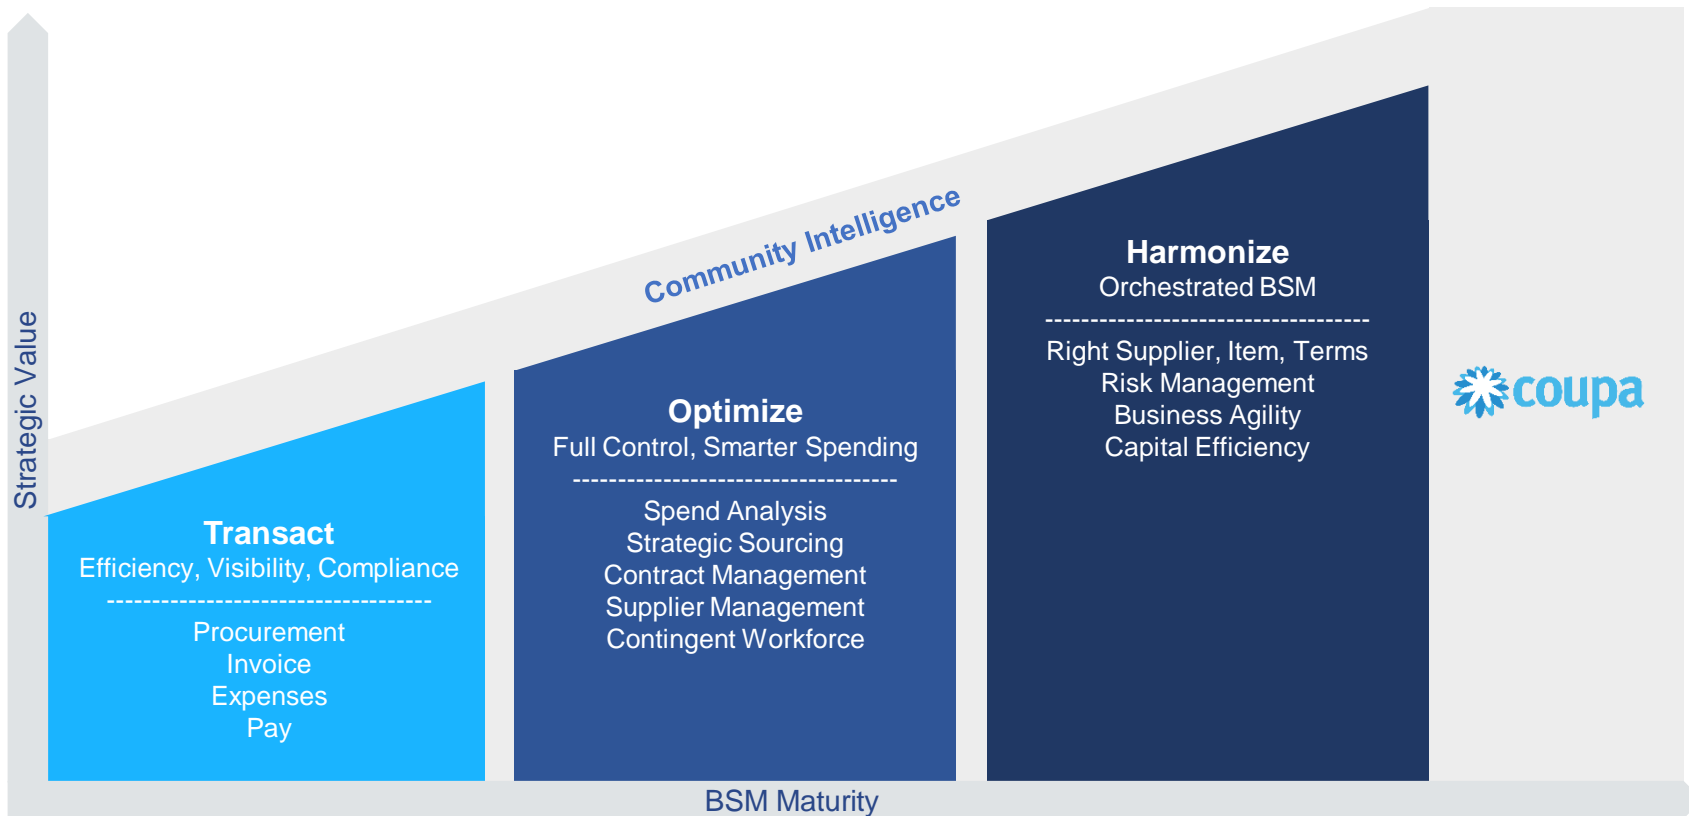 Strategic Value
Community Intelligence
Transact
Efficiency, Visibility, Compliance
------------------------------------
Procurement
Invoice
Expenses
Pay
Optimize
Full Control, Smarter Spending
------------------------------------
Spend Analysis
Strategic Sourcing
Contract Management
Supplier Management
Contingent Workforce
Harmonize
Orchestrated BSM
------------------------------------
Right Supplier, Item, Terms
Risk Management
Business Agility
Capital Efficiency
coupa
BSM Maturity